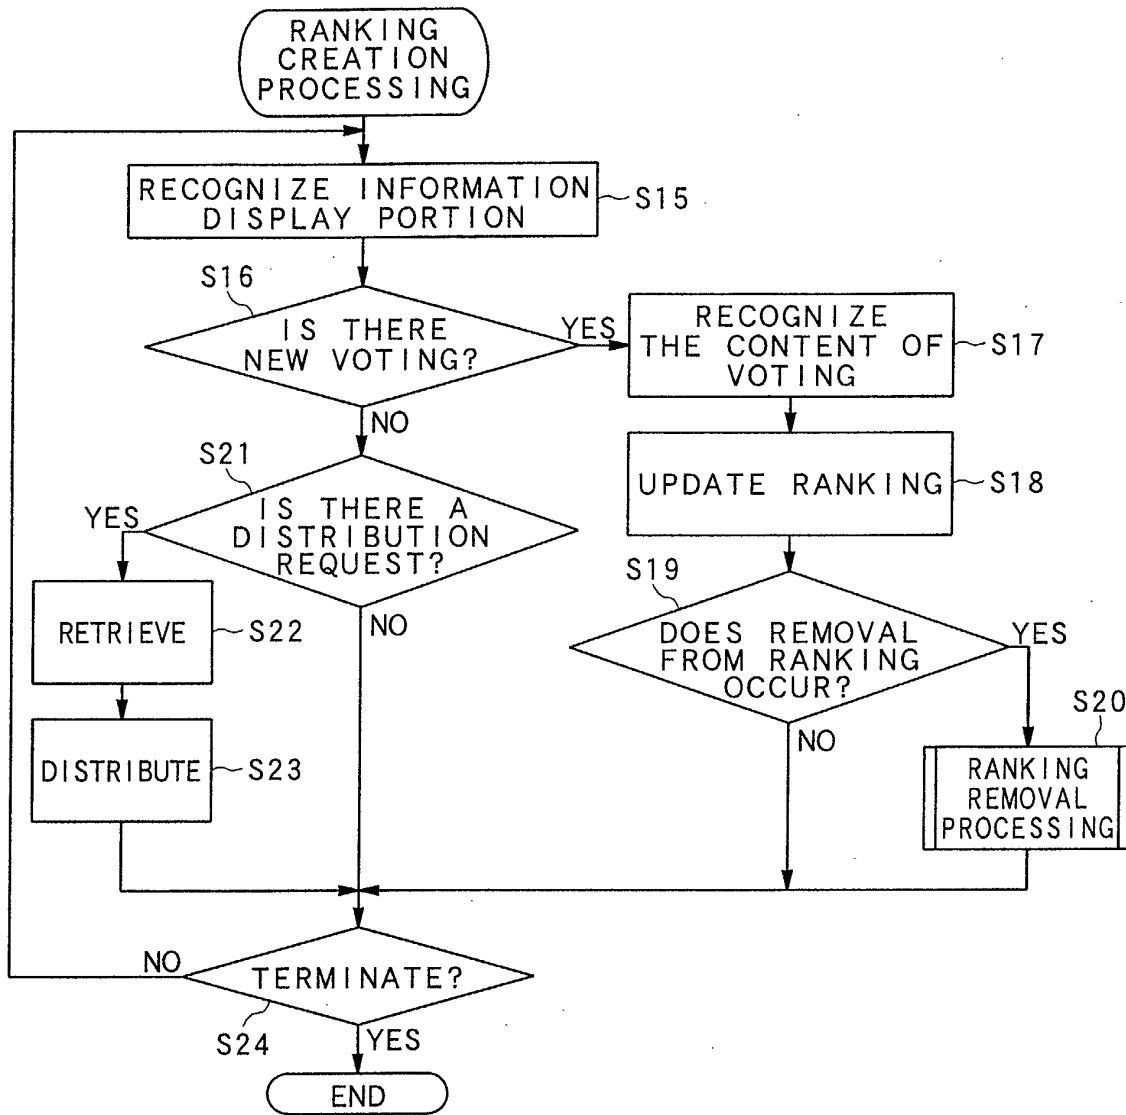 RANKING
CREATION
PROCESSING
RECOGNIZE INFORMATION
DISPLAY PORTION
S15
S16
IS THERE
NEW VOTING?
YES
NO
RECOGNIZE
THE CONTENT OF
VOTING
S17
UPDATE RANKING
S18
S21
IS THERE A
DISTRIBUTION
REQUEST?
YES
NO
RETRIEVE
S22
DISTRIBUTE
S23
S19
DOES REMOVAL
FROM RANKING
OCCUR?
YES
NO
S20
RANKING
REMOVAL
PROCESSING
TERMINATE?
NO
S24
YES
END